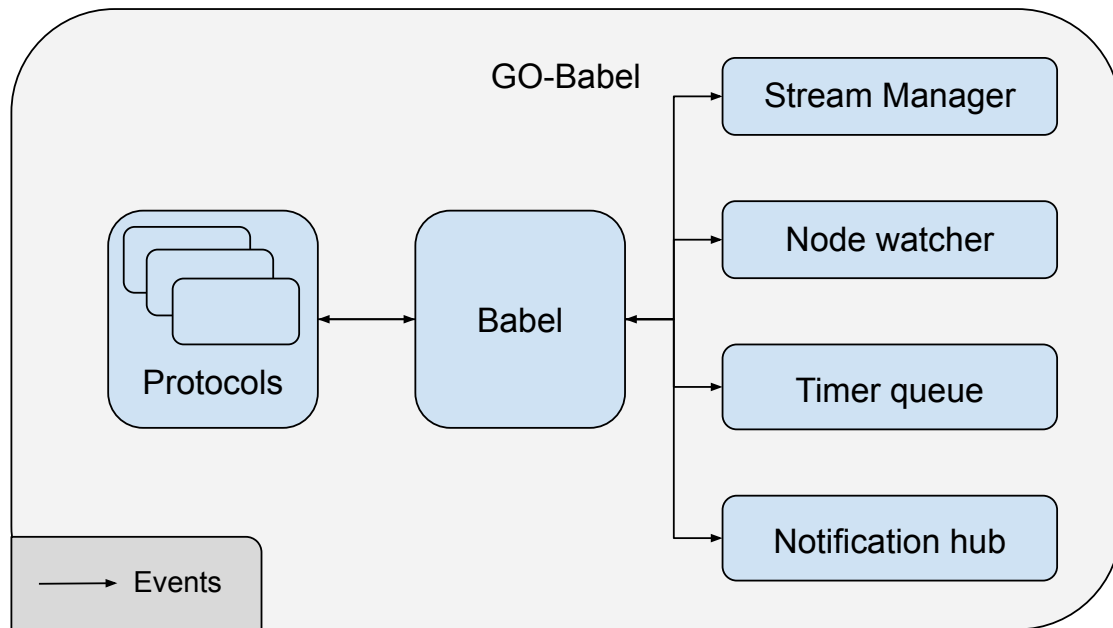 GO-Babel
Stream Manager
Node watcher
Protocols
Babel
Timer queue
Notification hub
Events